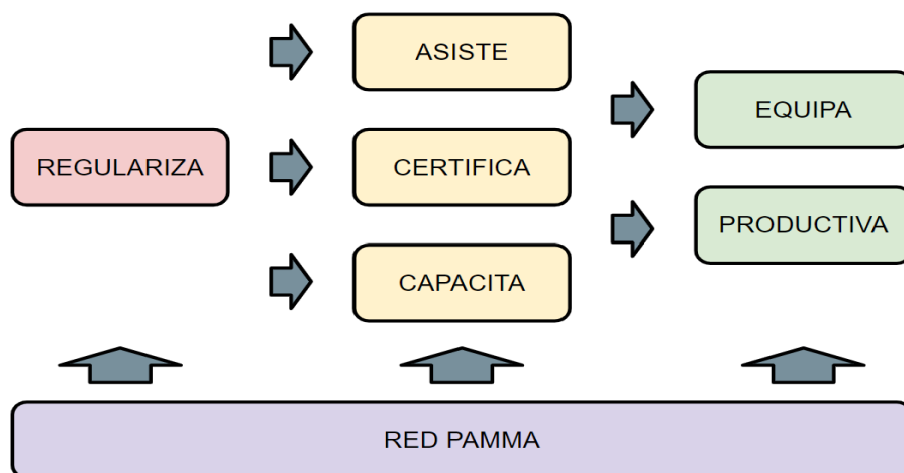 ASISTE
EQUIPA
REGULARIZA
CERTIFICA
PRODUCTIVA
CAPACITA
RED PAMMA